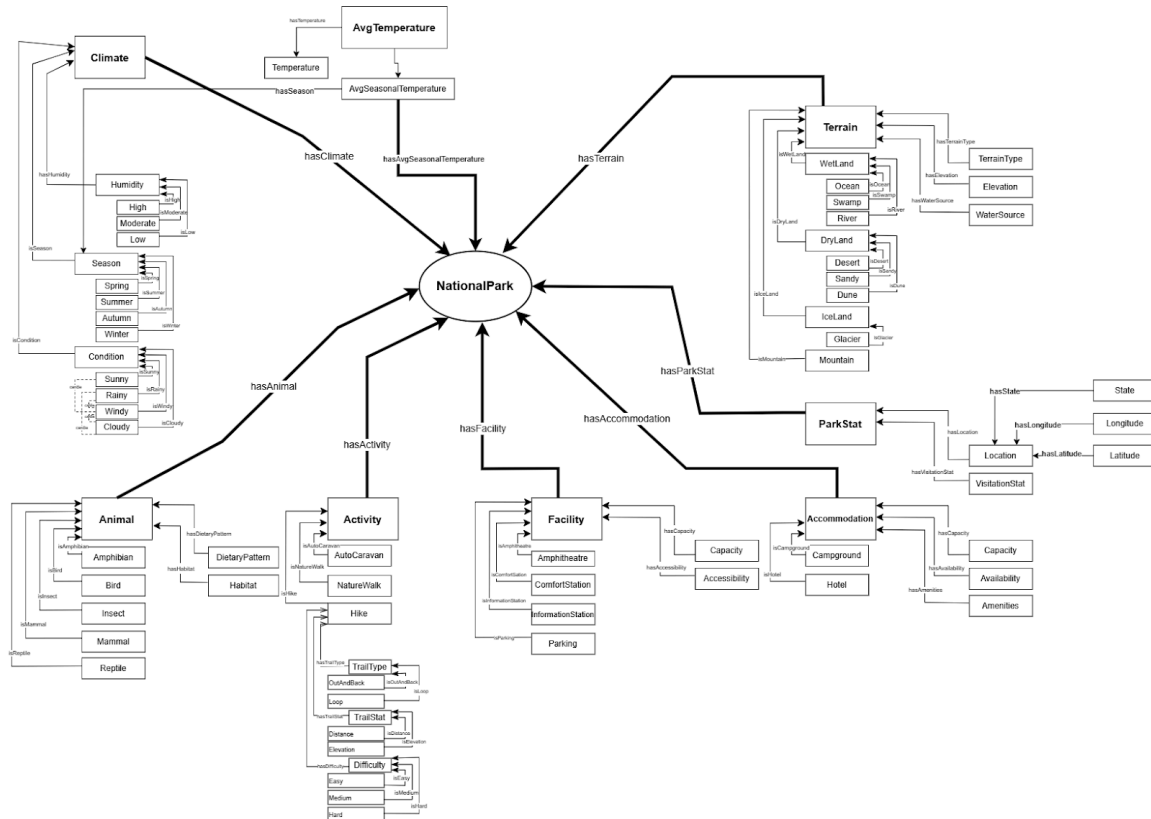 hasTemperature
AvgTemperature
Climate
Temperature
AvgSeasonalTemperature
hasSeason
hasClimate
hasAvgSeasonalTemperature
hasTerrain
Terrain
isWetLand
hasTerrainType
TerrainType
WetLand
hasElevation
Elevation
Ocean
isOcean
Swamp
isSwamp
hasWaterSource
WaterSource
River
isRiver
isDryLand
DryLand
Desert
isDesert
Sandy
isSandy
Dune
isDune
isIceLand
IceLand
Glacier
isGlacier
isMountain
Mountain
hasHumidity
Humidity
High
isHigh
Moderate
isModerate
Low
isLow
isSeason
Season
Spring
isSpring
Summer
isSummer
Autumn
isAutumn
Winter
isWinter
isCondition
Condition
Sunny
isSunny
Rainy
isRainy
Windy
isWindy
Cloudy
isCloudy
NationalPark
hasAnimal
hasActivity
hasFacility
hasAccommodation
hasParkStat
ParkStat
hasState
State
hasLongitude
Longitude
hasLocation
Location
hasLatitude
Latitude
hasVisitationStat
VisitationStat
Animal
hasDietaryPattern
DietaryPattern
hasHabitat
Habitat
isAmphibian
Amphibian
isBird
Bird
isInsect
Insect
isMammal
Mammal
isReptile
Reptile
Activity
isAutoCaravan
AutoCaravan
isNatureWalk
NatureWalk
isHike
Hike
hasTrailType
TrailType
OutAndBack
isOutAndBack
Loop
isLoop
hasTrailStat
TrailStat
Distance
isDistance
Elevation
isElevation
hasDifficulty
Difficulty
Easy
isEasy
Medium
isMedium
Hard
isHard
Facility
hasCapacity
Capacity
hasAccessibility
Accessibility
isAmphitheatre
Amphitheatre
isComfortStation
ComfortStation
isInformationStation
InformationStation
isParking
Parking
Accommodation
hasCapacity
Capacity
isCampground
Campground
hasAvailability
Availability
isHotel
Hotel
hasAmenities
Amenities